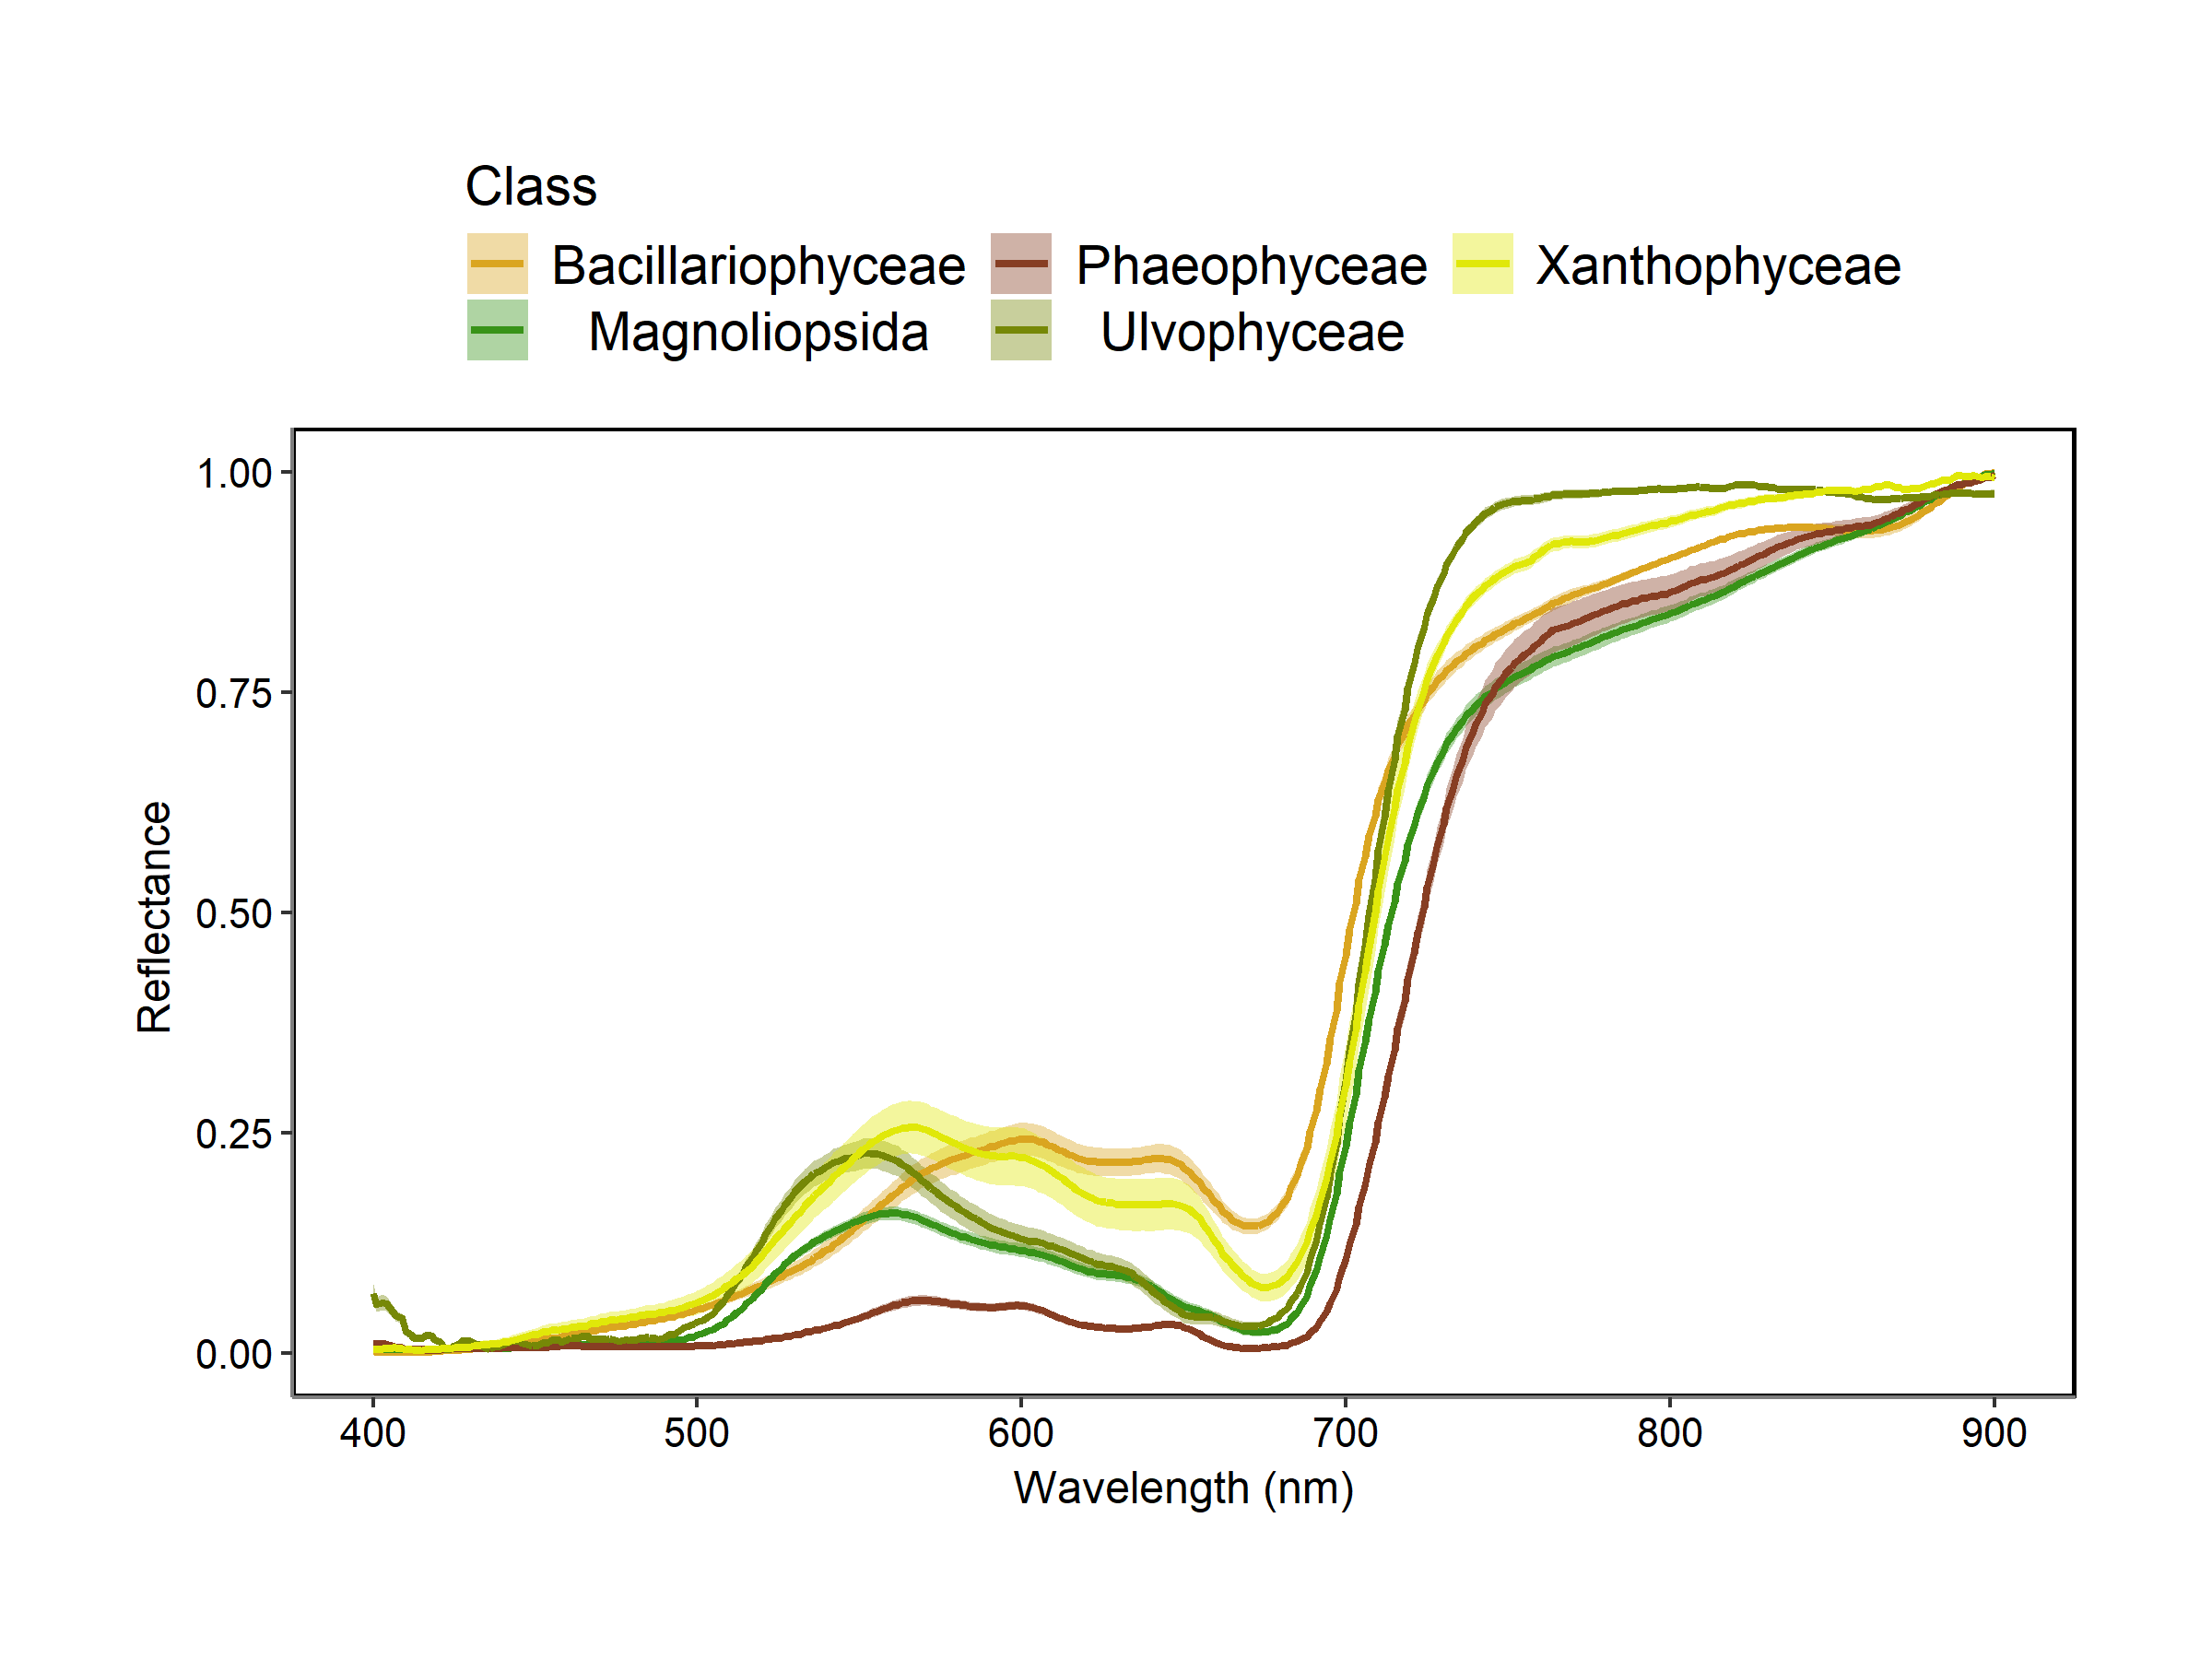 Class
Bacillariophyceae Phaeophyceae Xanthophyceae
Magnoliopsida Ulvophyceae
1.00
0.75
0.50
0.25
0.00
Reflectance
400 500 600 700 800 900
Wavelength (nm)